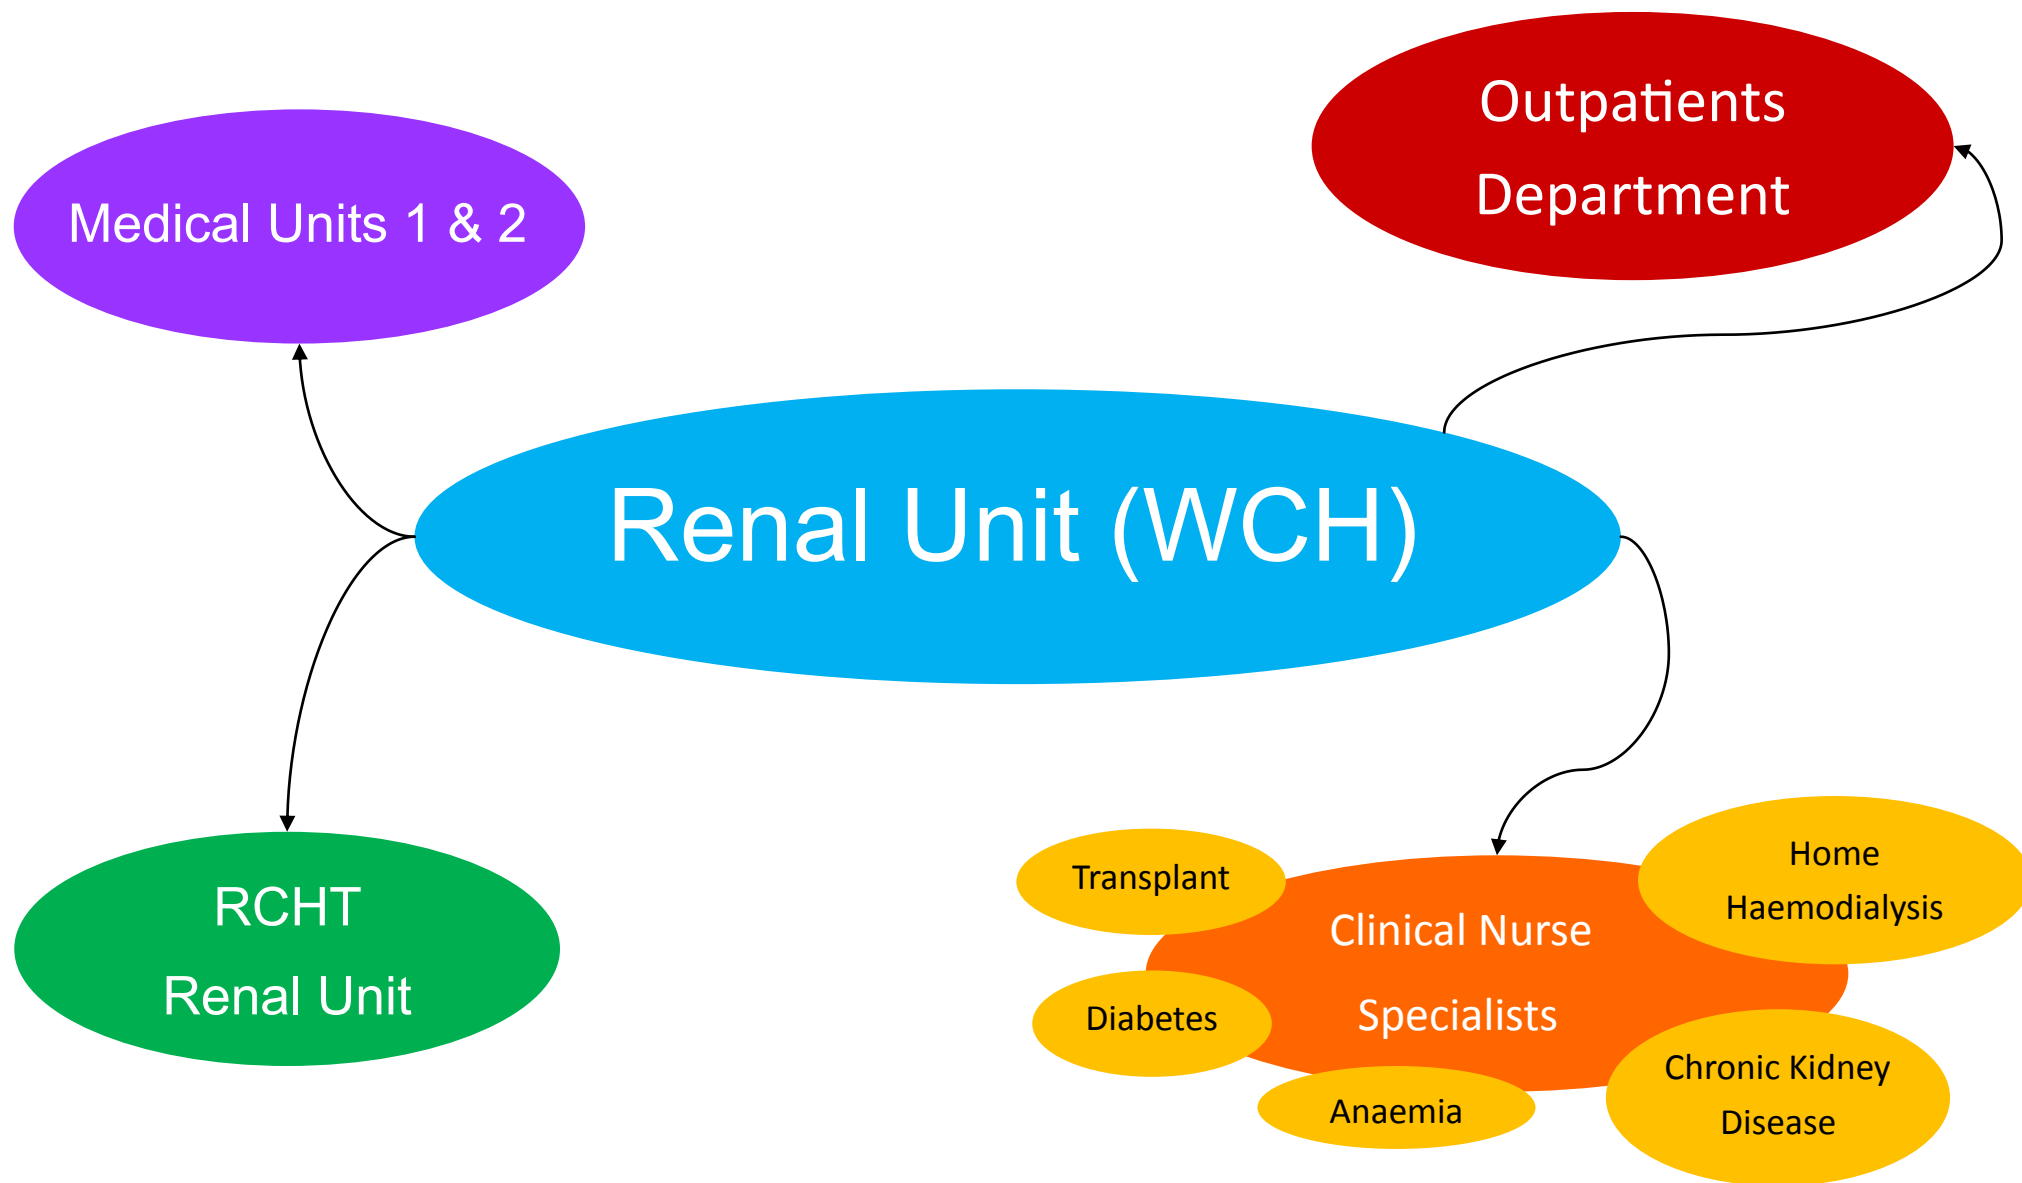 Outpatients
Department
Medical Units 1 & 2
Renal Unit (WCH)
RCHT
Renal Unit
Transplant
Diabetes
Anaemia
Clinical Nurse
Specialists
Home
Haemodialysis
Chronic Kidney
Disease